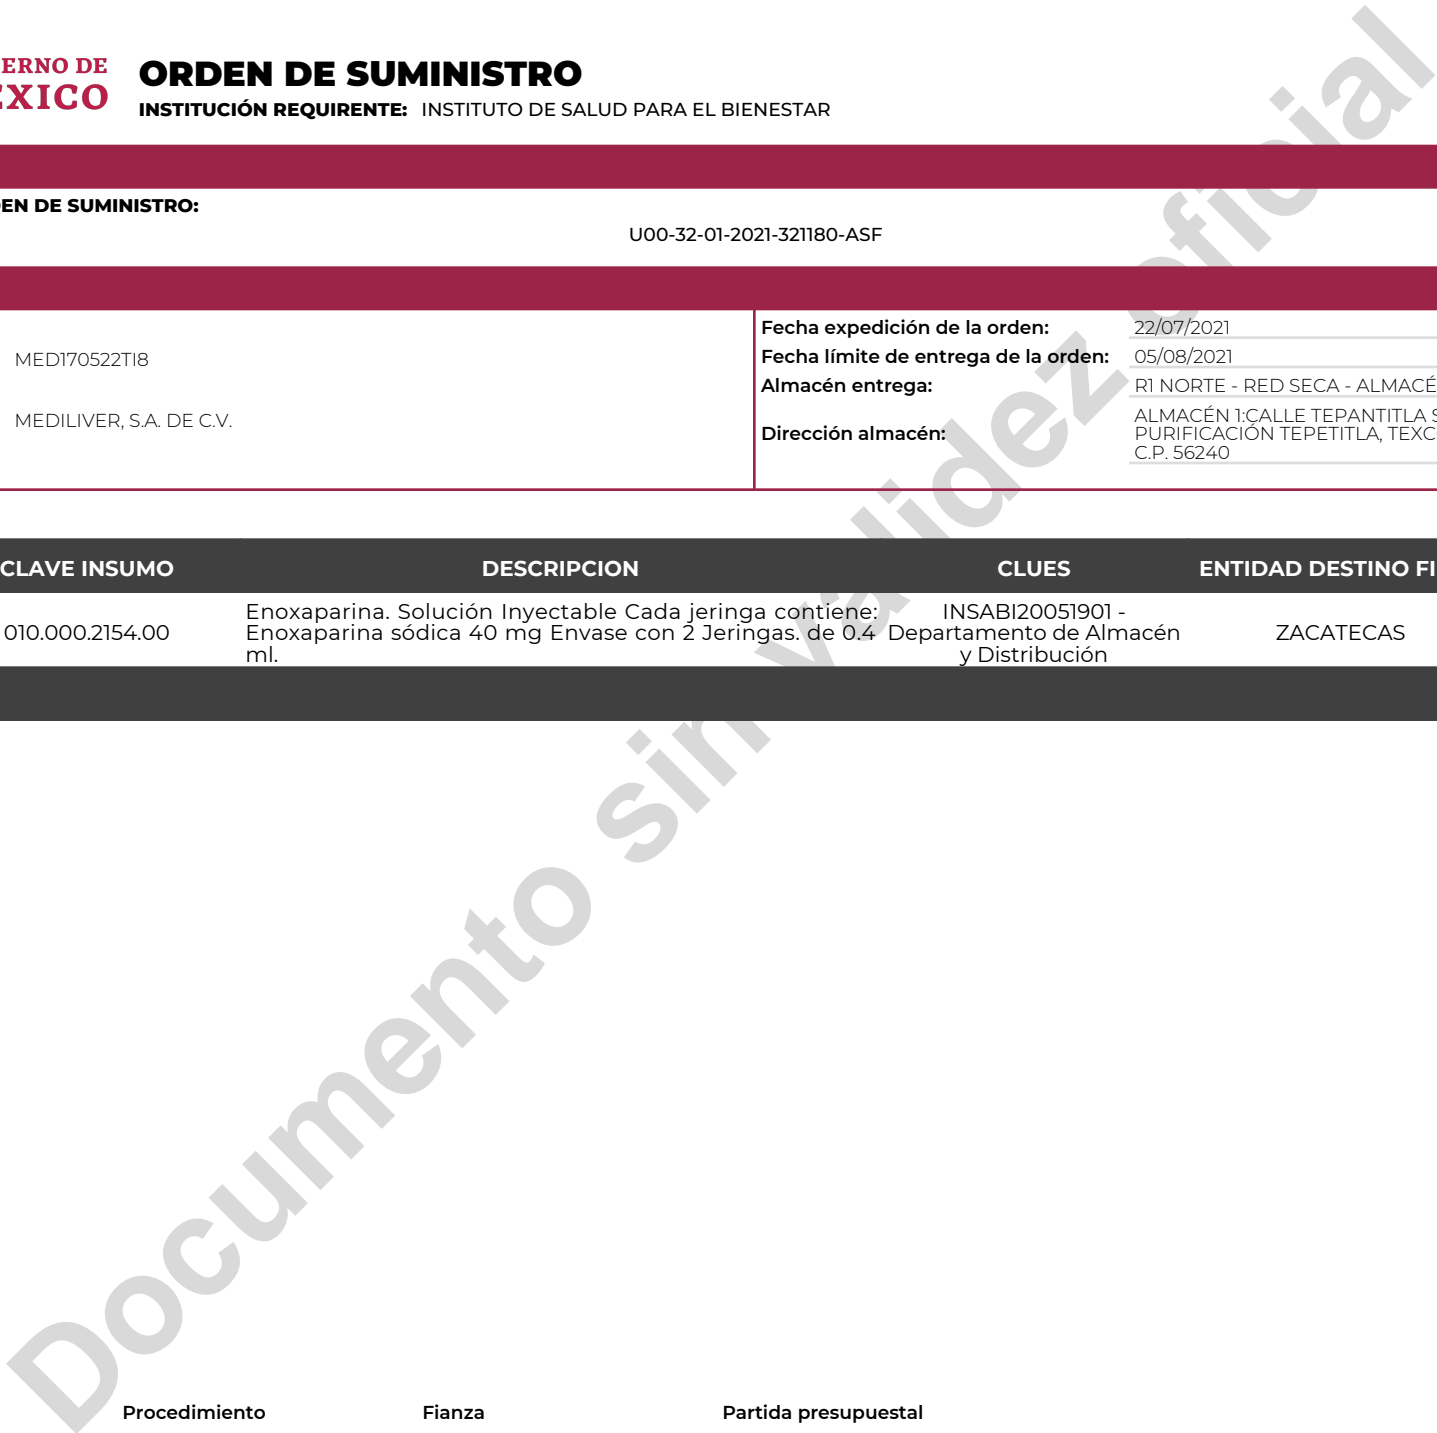 ERNO DE
EXICO
ORDEN DE SUMINISTRO
INSTITUCIÓN REQUIRENTE: INSTITUTO DE SALUD PARA EL BIENESTAR
EN DE SUMINISTRO:
U00-32-01-2021-321180-ASF
MED170522TI8
MEDILIVER, S.A. DE C.V.
Fecha expedición de la orden: 22/07/2021
Fecha límite de entrega de la orden: 05/08/2021
Almacén entrega: R1 NORTE - RED SECA - ALMACÉ
Dirección almacén:
ALMACÉN 1:CALLE TEPANTITLA S
PURIFICACIÓN TEPETITLA, TEXC
C.P. 56240
CLAVE INSUMO DESCRIPCION CLUES ENTIDAD DESTINO FI
010.000.2154.00
Enoxaparina. Solución Inyectable Cada jeringa contiene:
Enoxaparina sódica 40 mg Envase con 2 Jeringas. de 0.4
ml.
INSABI20051901 -
Departamento de Almacén
y Distribución
ZACATECAS
Documento sin validez oficial
Procedimiento Fianza Partida presupuestal